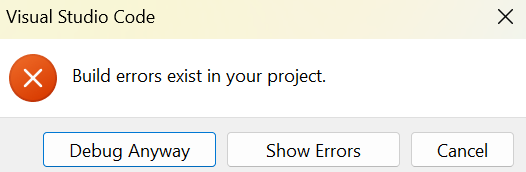 Visual Studio Code
Build errors exist in your project.
Debug Anyway
Show Errors
Cancel